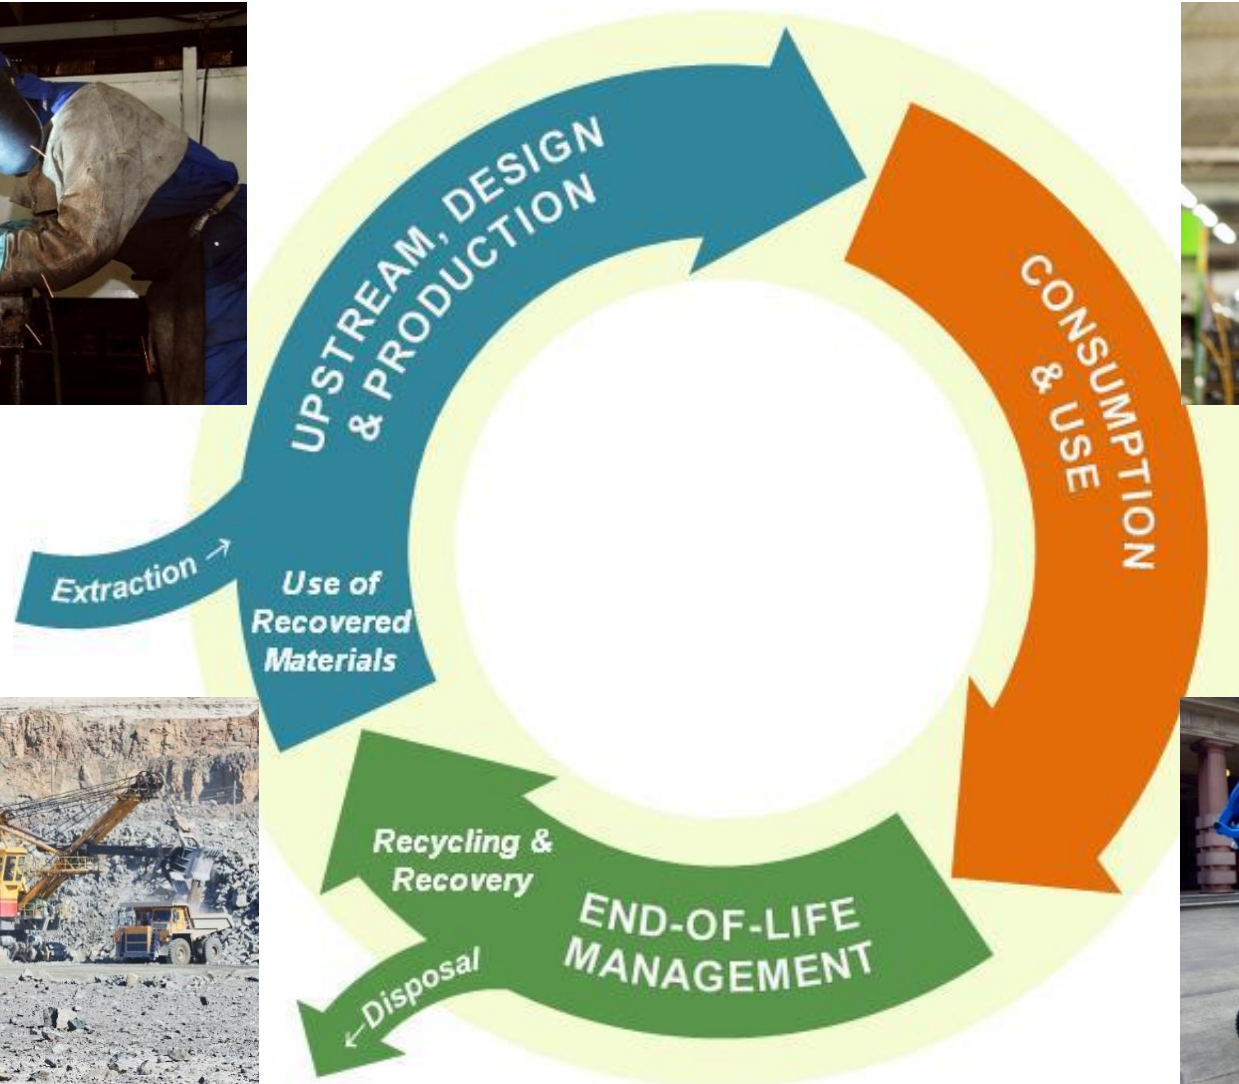 UPSTREAM, DESIGN
& PRODUCTION
CONSUMPTION
& USE
Extraction →
Use of
Recovered
Materials
Recycling &
Recovery
END-OF-LIFE
MANAGEMENT
←Disposal